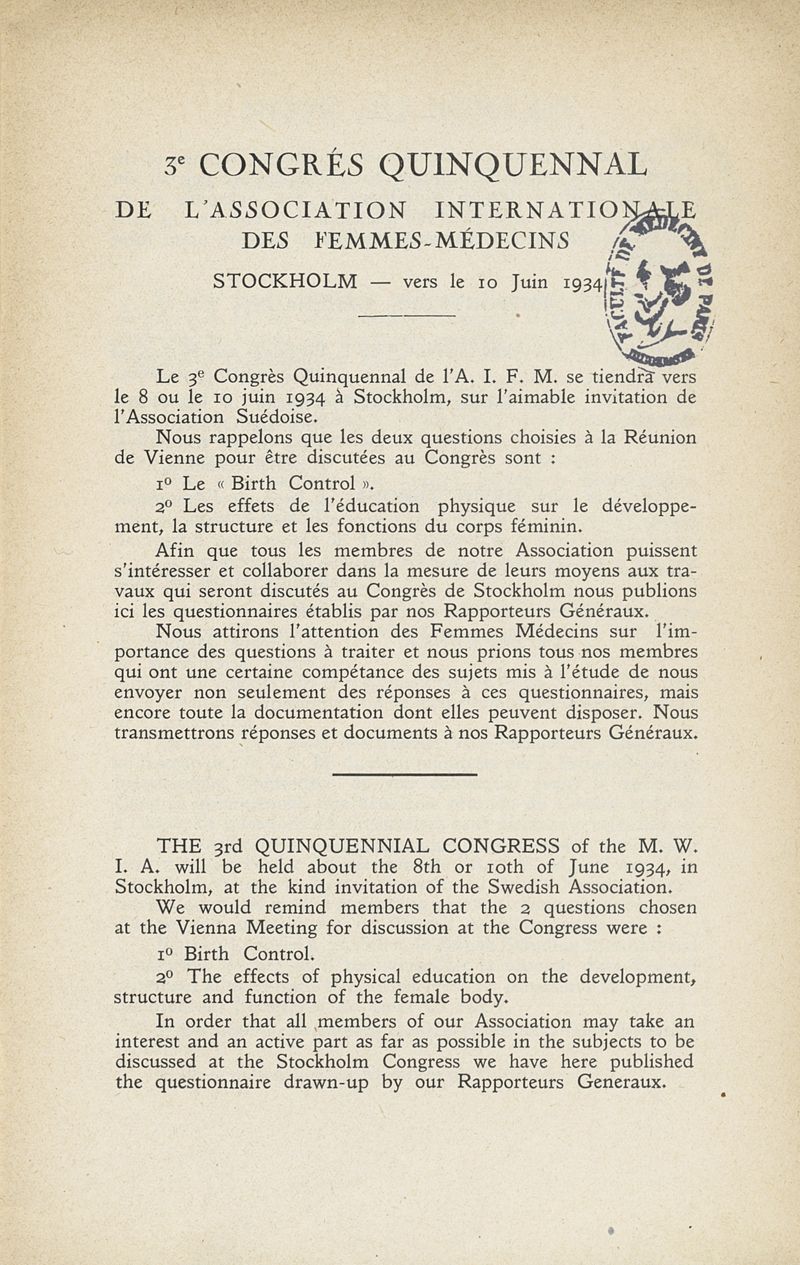 3e CONGRÉS QUINQUENNAL
DE L'ASSOCIATION INTERNATIONALE
DES FEMMES-MÉDECINS
STOCKHOLM — vers le 10 Juin 1934
FACULTÉ DE PARIS
Le 3e Congrès Quinquennal de l'A. I. F. M. se tiendra vers
le 8 ou le 10 juin 1934 à Stockholm, sur l'aimable invitation de
l'Association Suédoise.
Nous rappelons que les deux questions choisies à la Réunion
de Vienne pour être discutées au Congrès sont :
1o Le « Birth Control ».
2o Les effets de l'éducation physique sur le développe-
ment, la structure et les fonctions du corps féminin.
Afin que tous les membres de notre Association puissent
s'intéresser et collaborer dans la mesure de leurs moyens aux tra-
vaux qui seront discutés au Congrès de Stockholm nous publions
ici les questionnaires établis par nos Rapporteurs Généraux.
Nous attirons l'attention des Femmes Médecins sur l'im-
portance des questions à traiter et nous prions tous nos membres
qui ont une certaine compétance des sujets mis à l'étude de nous
envoyer non seulement des réponses à ces questionnaires, mais
encore toute la documentation dont elles peuvent disposer. Nous
transmettrons réponses et documents à nos Rapporteurs Généraux.
THE 3rd QUINQUENNIAL CONGRESS of the M. W.
I. A. will be held about the 8th or 10th of June 1934, in
Stockholm, at the kind invitation of the Swedish Association.
We would remind members that the 2 questions chosen
at the Vienna Meeting for discussion at the Congress were :
1o Birth Control.
2o The effects of physical education on the development,
structure and function of the female body.
In order that all members of our Association may take an
interest and an active part as far as possible in the subjects to be
discussed at the Stockholm Congress we have here published
the questionnaire drawn-up by our Rapporteurs Generaux.